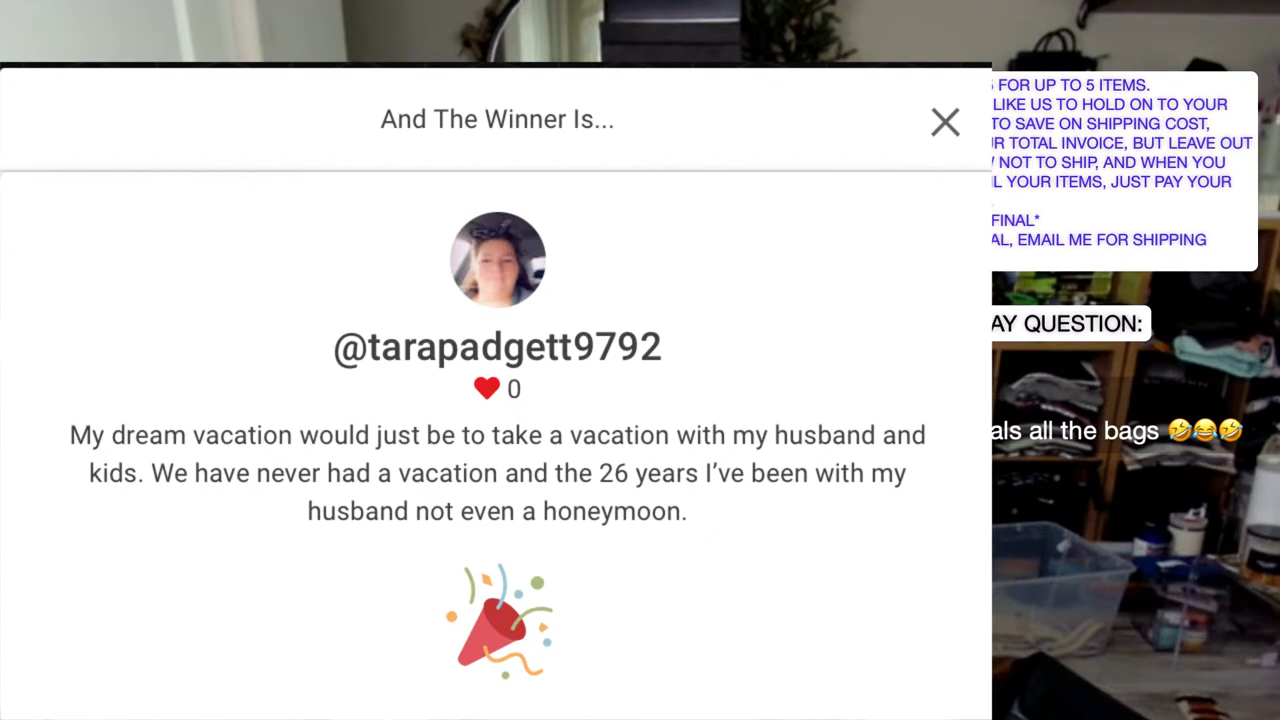 And The Winner Is...
@tarapadgett9792
0
My dream vacation would just be to take a vacation with my husband and
kids. We have never had a vacation and the 26 years I’ve been with my
husband not even a honeymoon.
FOR UP TO 5 ITEMS.
LIKE US TO HOLD ON TO YOUR
TO SAVE ON SHIPPING COST,
TOTAL INVOICE, BUT LEAVE OUT
NOT TO SHIP, AND WHEN YOU
YOUR ITEMS, JUST PAY YOUR
FINAL*
EMAIL ME FOR SHIPPING
QUESTION:
all the bags 🤣😂🤣